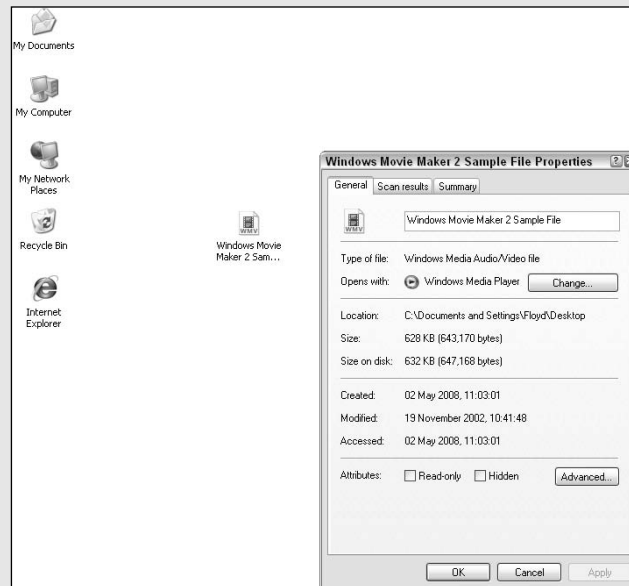 My Documents
My Computer
My Network
Places
Recycle Bin
Internet
Explorer
WMV
Windows Movie
Maker 2 Sam...
Windows Movie Maker 2 Sample File Properties
General Scan results Summary
WMV
Windows Movie Maker 2 Sample File
Type of file: Windows Media Audio/Video file
Opens with: Windows Media Player Change...
Location: C:\Documents and Settings\Floyd\Desktop
Size: 628 KB (643,170 bytes)
Size on disk: 632 KB (647,168 bytes)
Created: 02 May 2008, 11:03:01
Modified: 19 November 2002, 10:41:48
Accessed: 02 May 2008, 11:03:01
Attributes: Read-only Hidden Advanced...
OK Cancel Apply